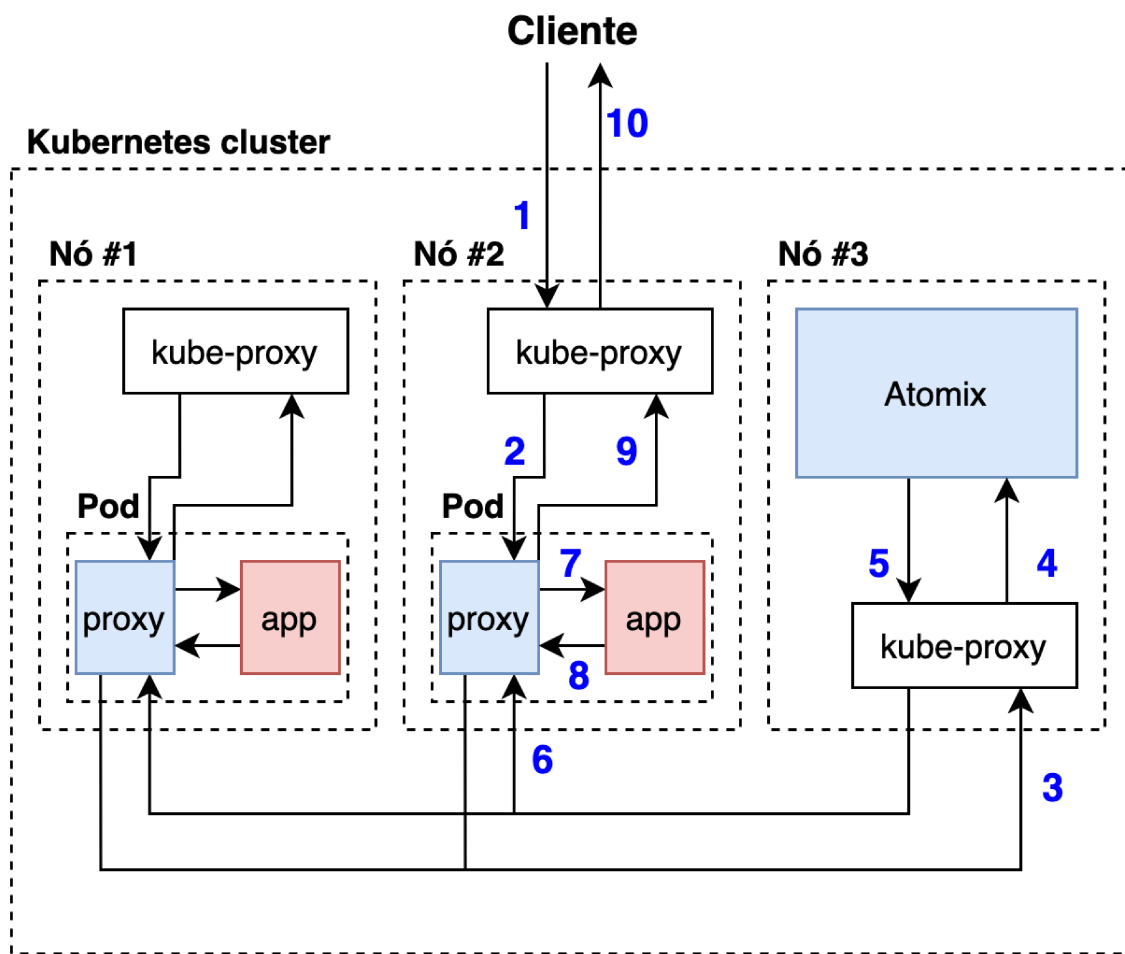 Cliente
10
Kubernetes cluster
1
Nó #1
Nó #2
Nó #3
kube-proxy
kube-proxy
Atomix
2
9
Pod
Pod
7
5
4
proxy
app
proxy
app
kube-proxy
8
6
3